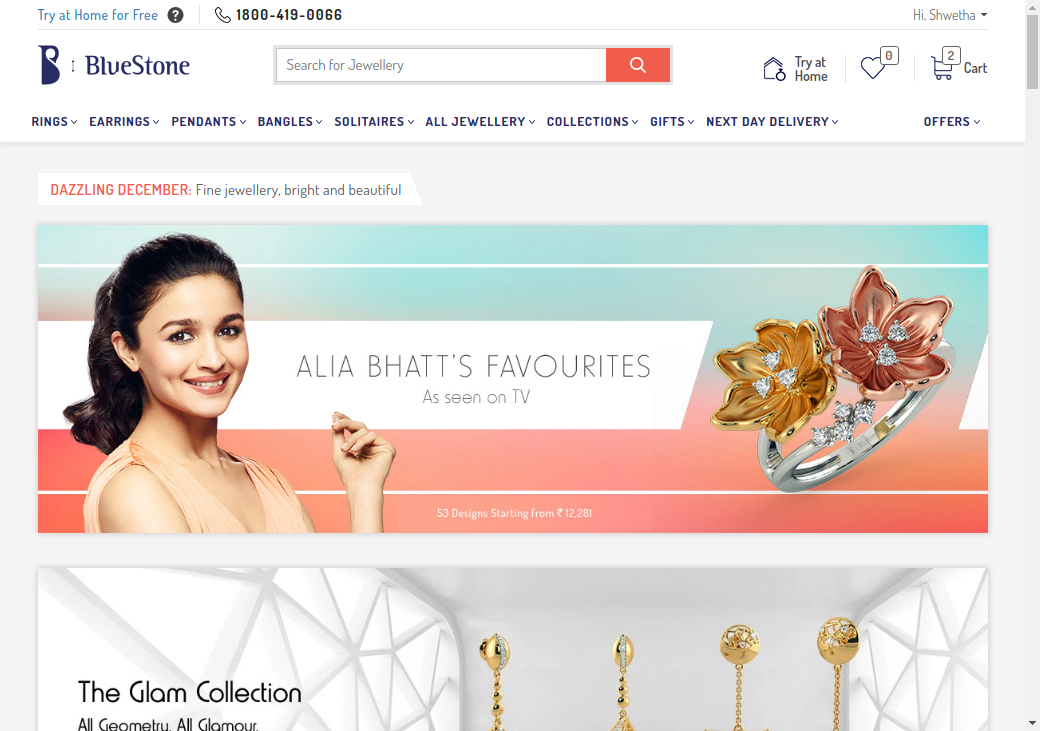 Try at Home for Free ? 1800-419-0066 Hi, Shwetha
BLUESTONE
Search for Jewellery
Try at
Home
0
2
Cart
RINGS EARRINGS PENDANTS BANGLES SOLITAIRES ALL JEWELLERY COLLECTIONS GIFTS NEXT DAY DELIVERY OFFERS
DAZZLING DECEMBER: Fine jewellery, bright and beautiful
ALIA BHATT'S FAVOURITES
As seen on TV
53 Designs Starting from ₹ 12,281
The Glam Collection
All Geometry. All Glamour.